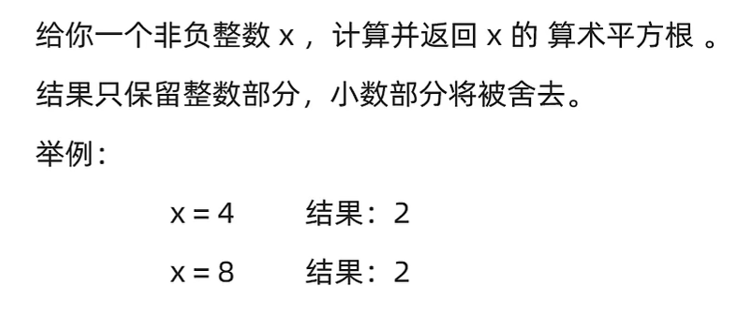 给你一个非负整数 x ，计算并返回 x 的 算术平方根 。
结果只保留整数部分，小数部分将被舍去。
举例：
x = 4 结果：2
x = 8 结果：2